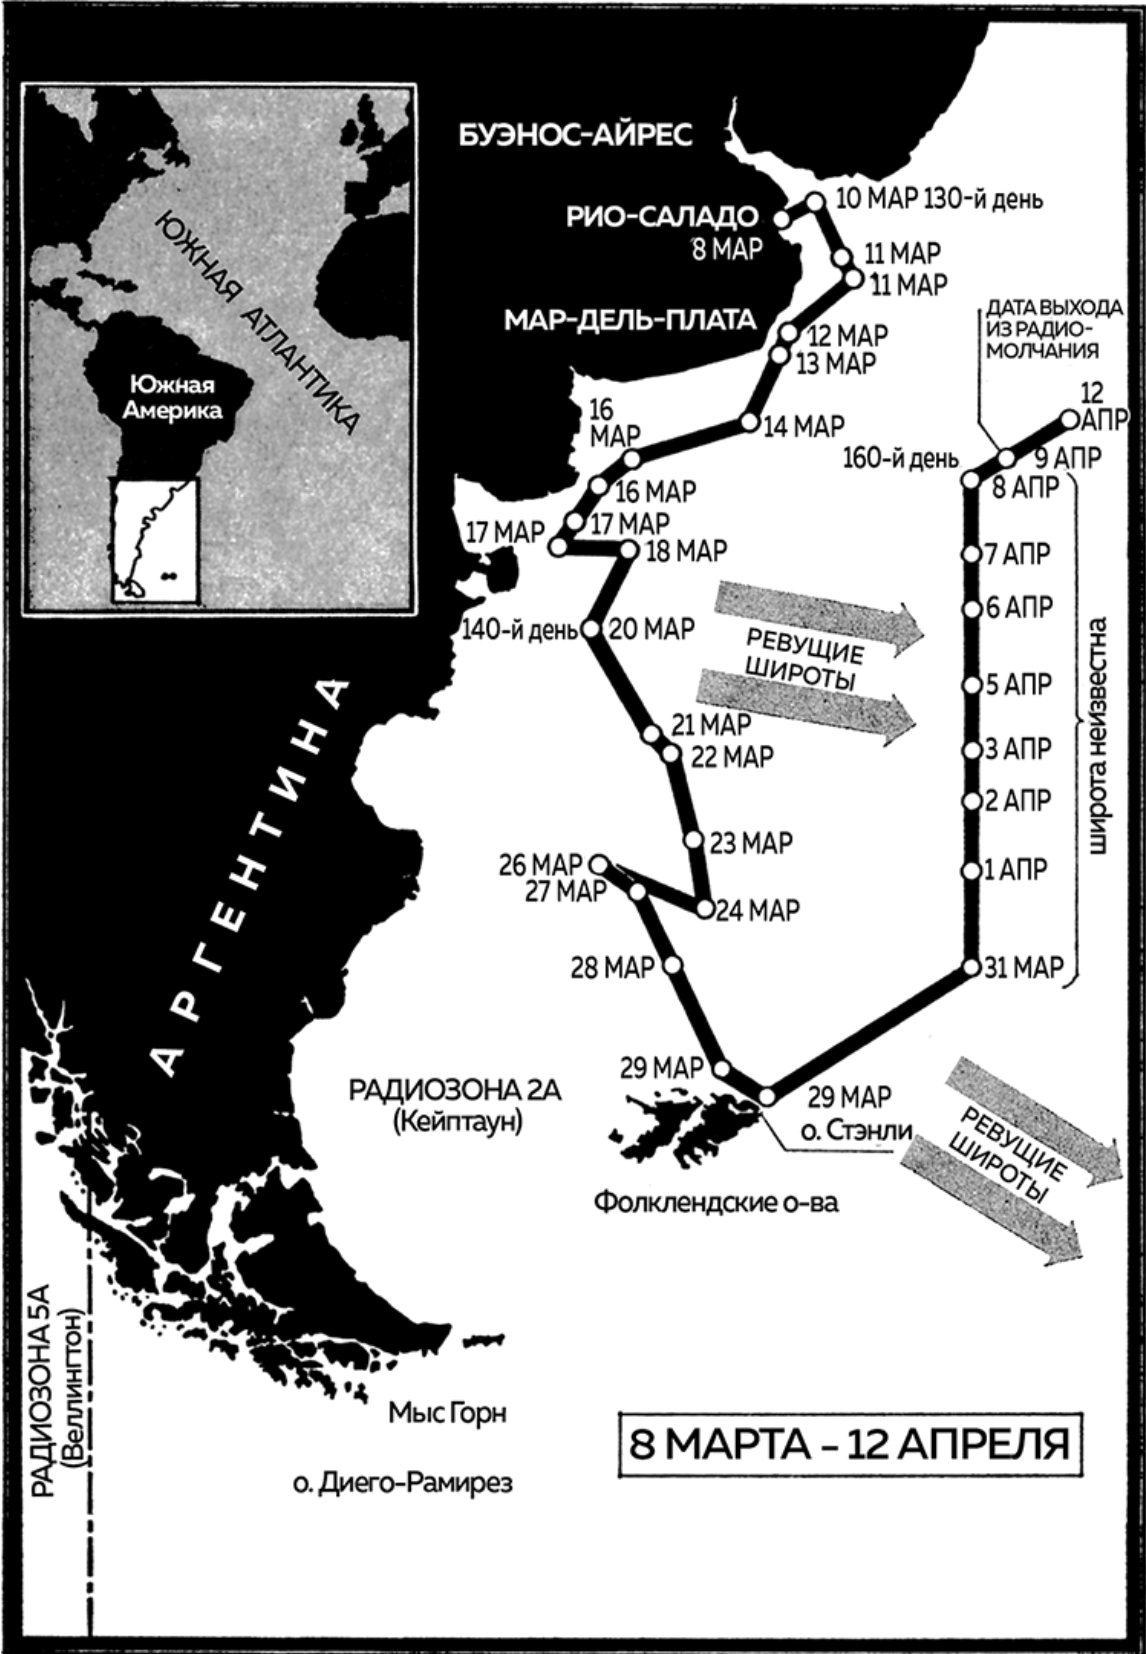 БУЭНОС-АЙРЕС
РИО-САЛАДО
8 МАР
10 МАР 130-й день
11 МАР
11 МАР
МАР-ДЕЛЬ-ПЛАТА
12 МАР
13 МАР
ДАТА ВЫХОДА
ИЗ РАДИО-
МОЛЧАНИЯ
ЮЖНАЯ АТЛАНТИКА
Южная
Америка
16
МАР
14 МАР
12
АПР
160-й день
9 АПР
8 АПР
16 МАР
17 МАР
17 МАР
18 МАР
7 АПР
6 АПР
140-й день
20 МАР
РЕВУЩИЕ
ШИРОТЫ
5 АПР
21 МАР
22 МАР
3 АПР
2 АПР
широта неизвестна
АРГЕНТИНА
23 МАР
26 МАР
27 МАР
1 АПР
24 МАР
28 МАР
31 МАР
29 МАР
29 МАР
о. Стэнли
РАДИОЗОНА 2А
(Кейптаун)
РЕВУЩИЕ
ШИРОТЫ
Фолклендские о-ва
РАДИОЗОНА 5А
(Веллингтон)
Мыс Горн
8 МАРТА – 12 АПРЕЛЯ
о. Диего-Рамирез